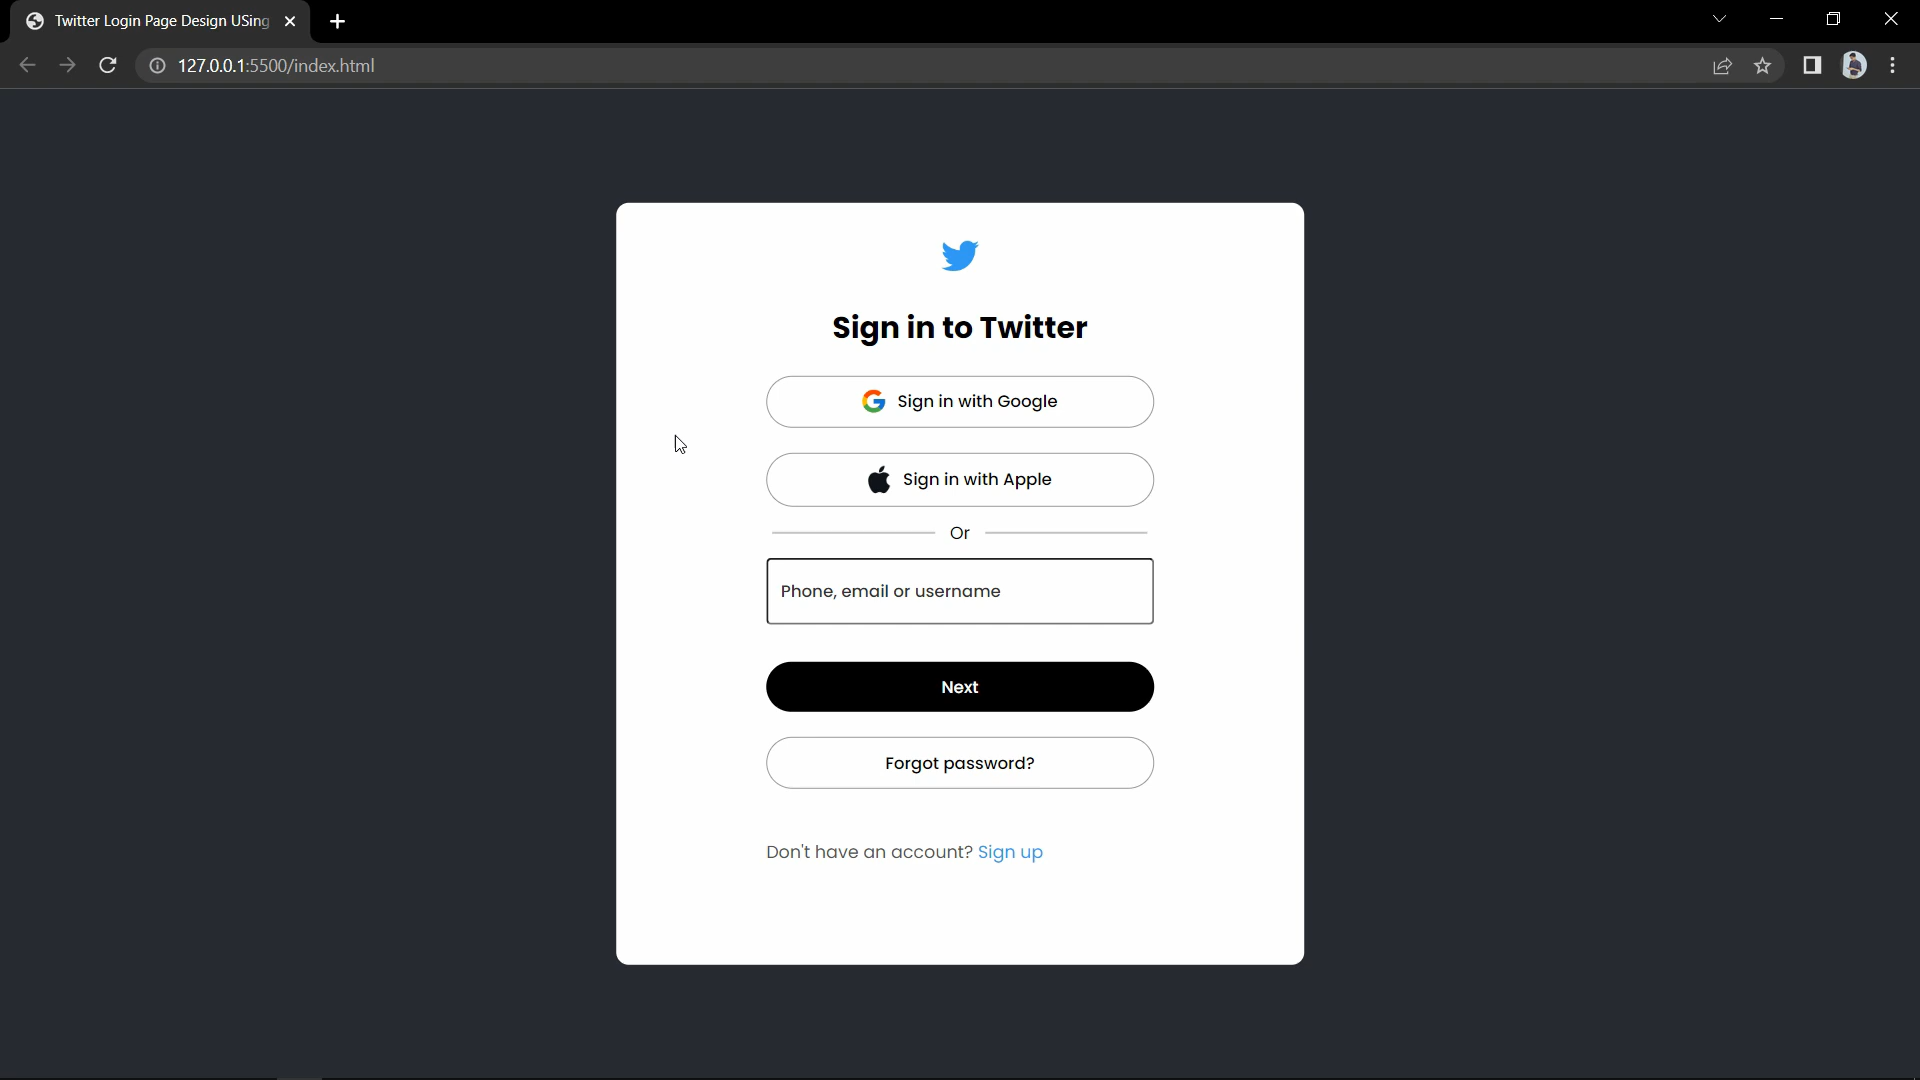 Twitter Login Page Design USing
127.0.0.1:5500/index.html
Sign in to Twitter
Sign in with Google
Sign in with Apple
Or
Phone, email or username
Next
Forgot password?
Don't have an account? Sign up